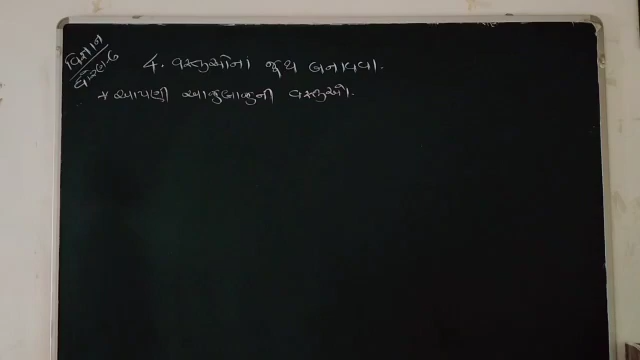 વિજ્ઞાન
ધોરણ-6
4. વસ્તુઓના જૂથ બનાવવા.
* આપણી આજુબાજુની વસ્તુઓ.